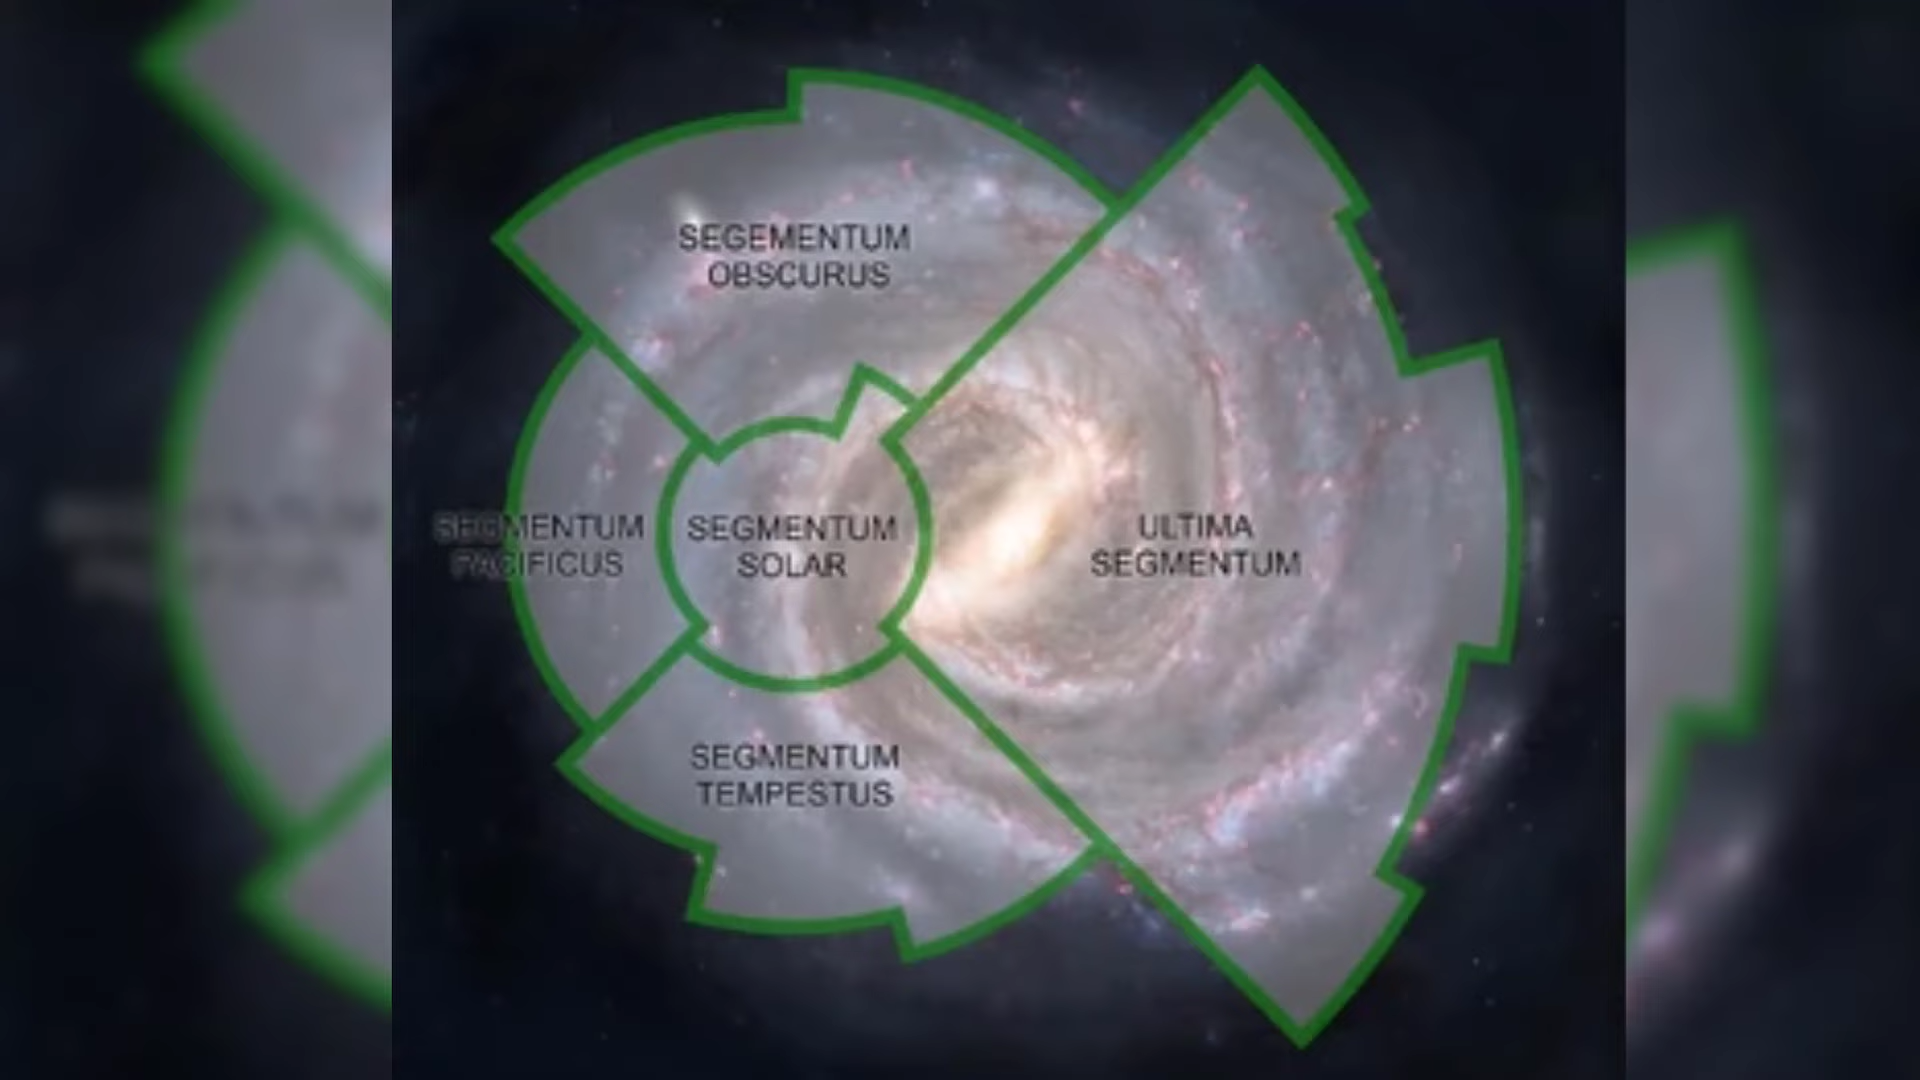 SEGEMENTUM
OBSCURUS
SEGMENTUM
PACIFICUS
SEGMENTUM
SOLAR
ULTIMA
SEGMENTUM
SEGMENTUM
TEMPESTUS